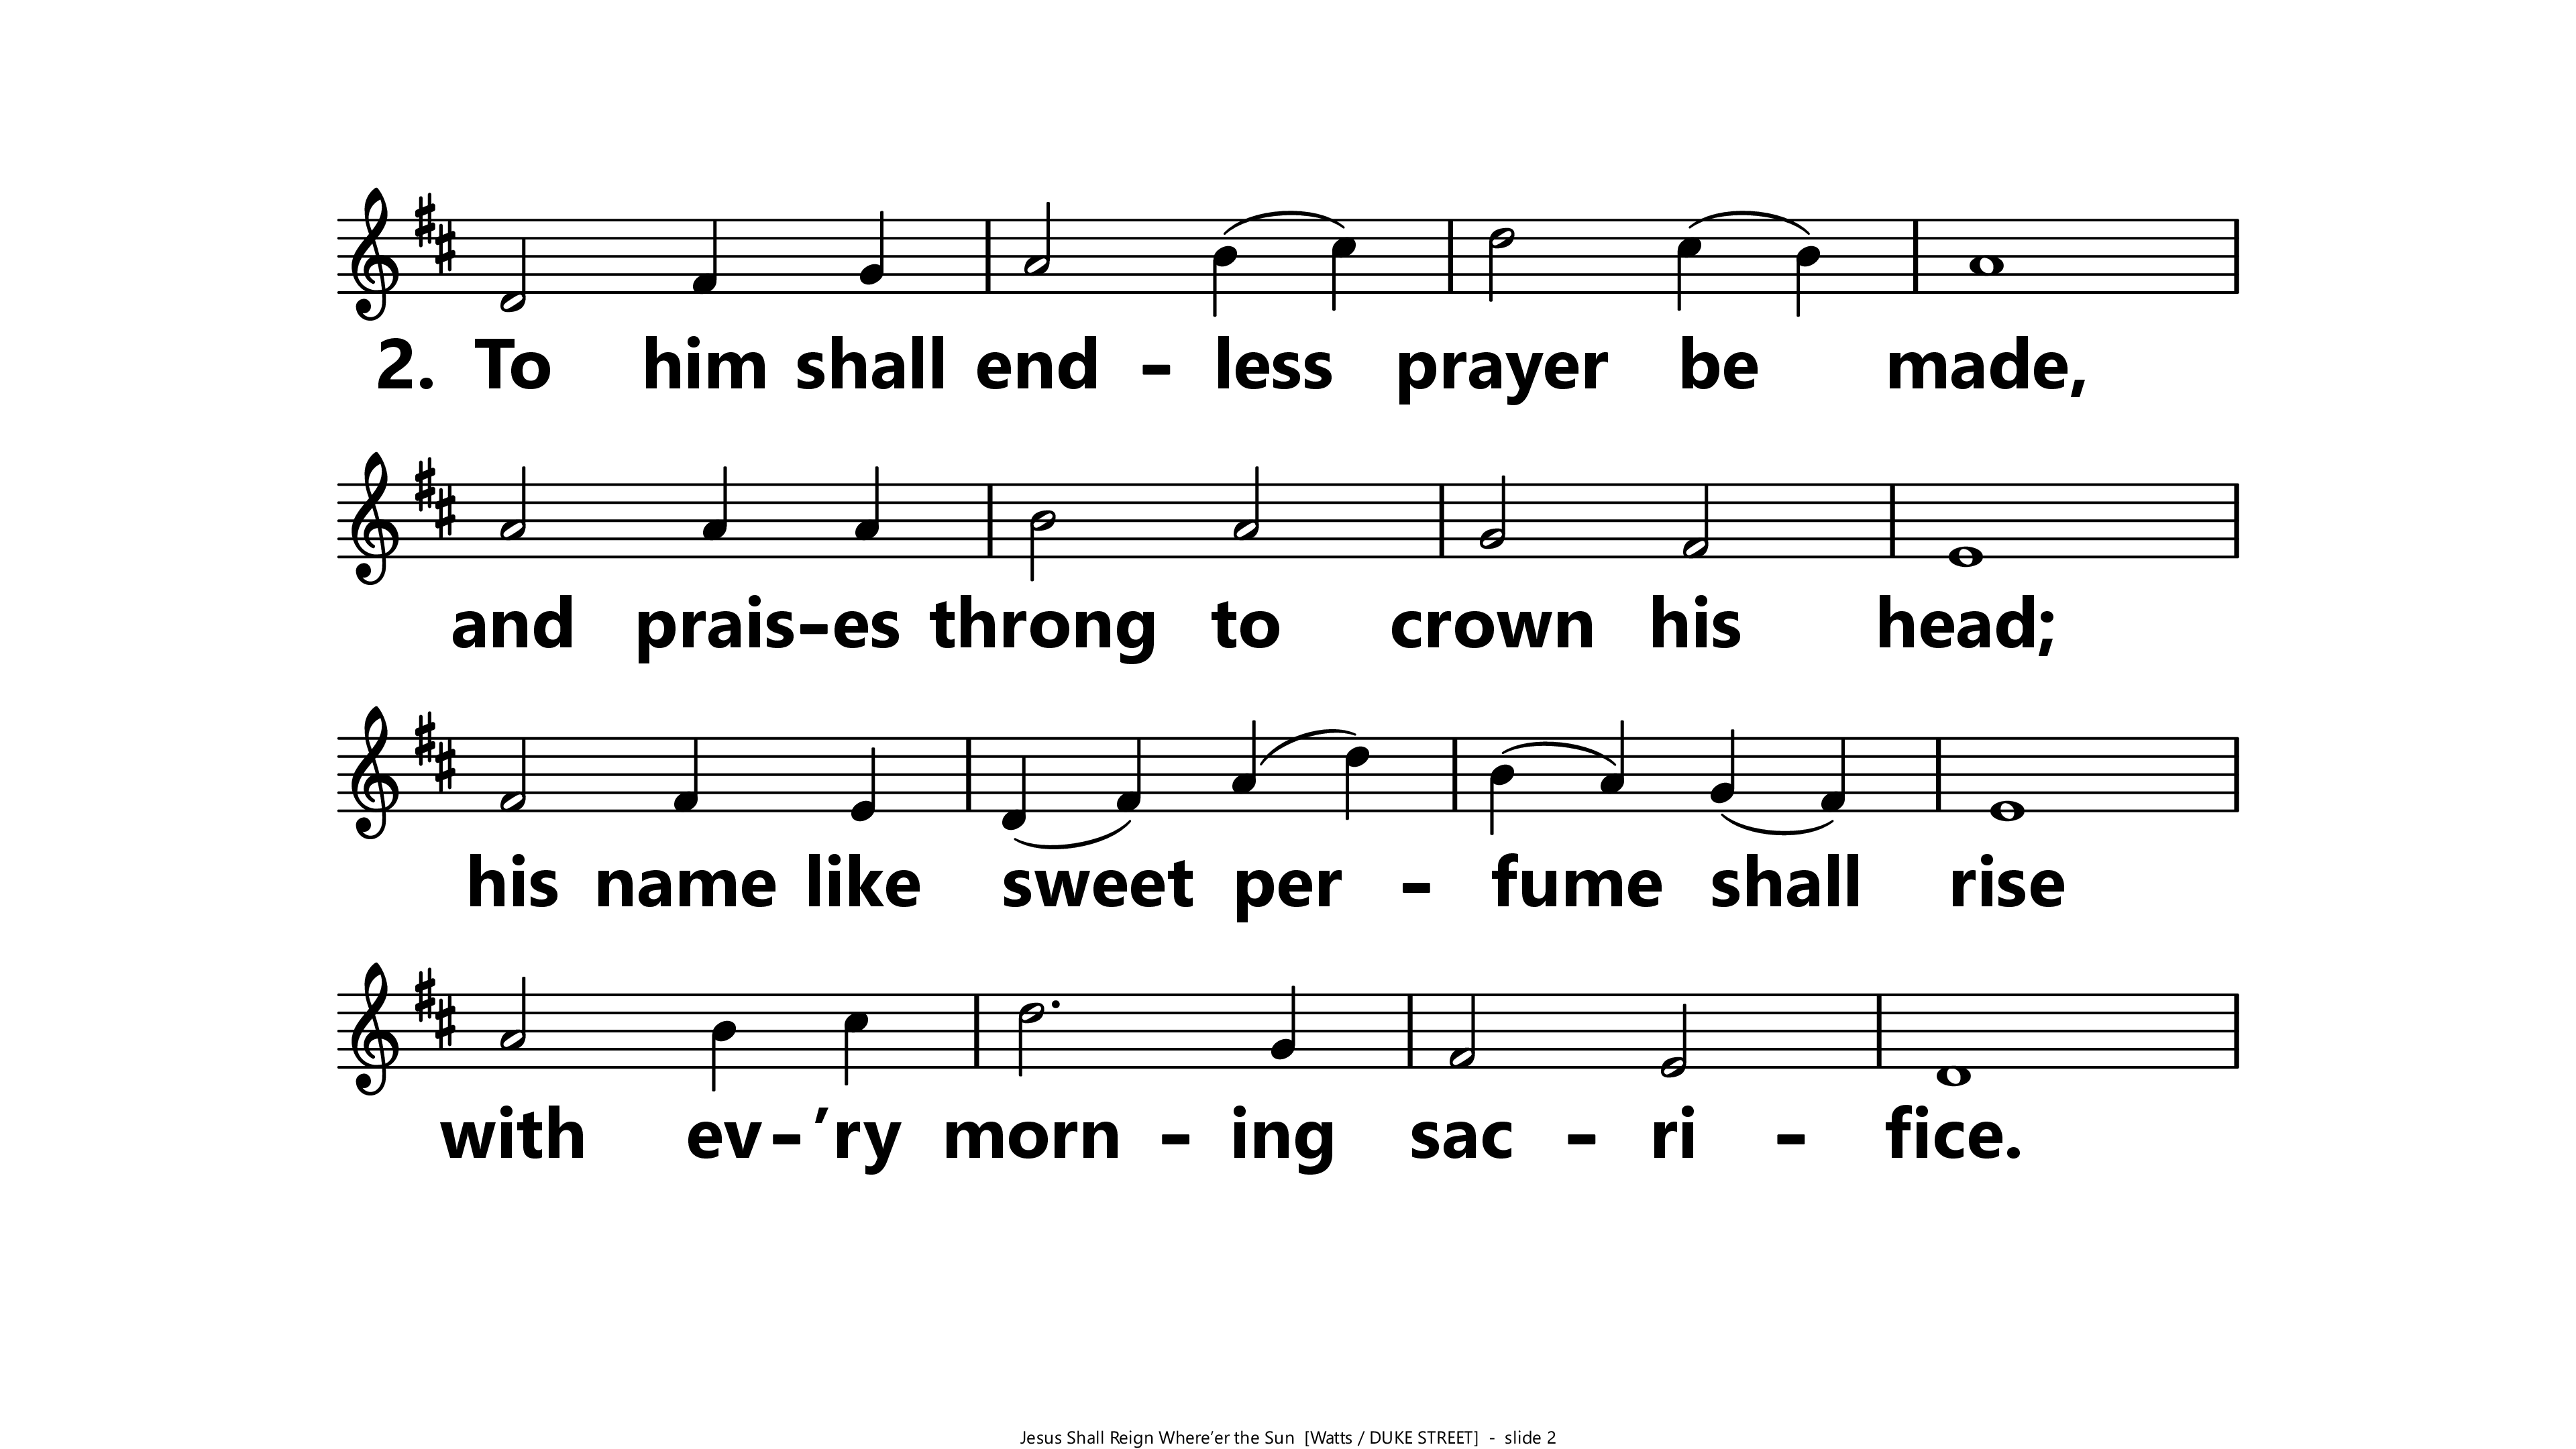 2. To him shall end - less prayer be made,
and prais-es throng to crown his head;
his name like sweet per - fume shall rise
with ev-’ry morn - ing sac - ri - fice.
Jesus Shall Reign Where’er the Sun [Watts / DUKE STREET] - slide 2